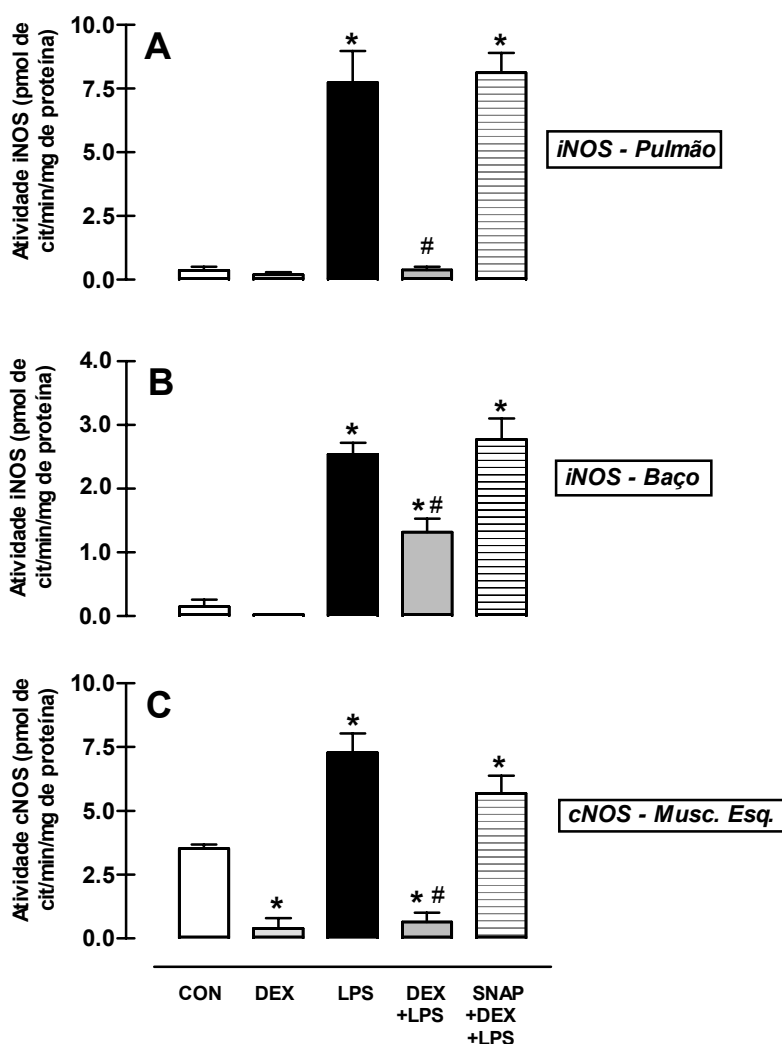 A
Atividade iNOS (pmol de
cit/min/mg de proteína)
10.0
7.5
5.0
2.5
0.0
*
#
*
iNOS - Pulmão
B
Atividade iNOS (pmol de
cit/min/mg de proteína)
4.0
3.0
2.0
1.0
0.0
*
* #
*
iNOS - Baço
C
Atividade cNOS (pmol de
cit/min/mg de proteína)
10.0
7.5
5.0
2.5
0.0
*
*
* #
*
cNOS - Musc. Esq.
CON DEX LPS DEX SNAP
+LPS +DEX
+LPS